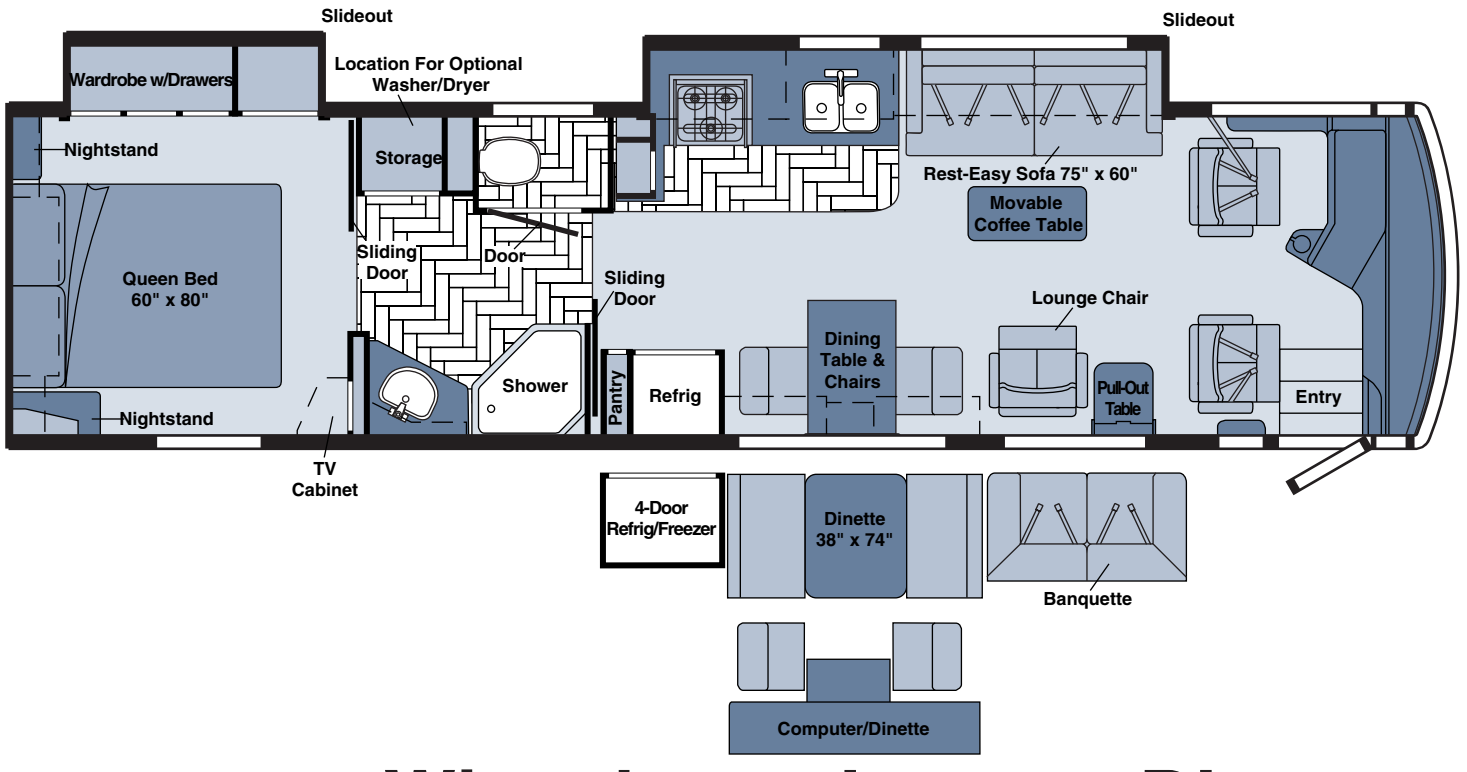 Slideout
Slideout
Location For Optional
Washer/Dryer
Wardrobe w/Drawers
Nightstand
Storage
Rest-Easy Sofa 75" x 60"
Movable
Coffee Table
Sliding
Door
Door
Queen Bed
60" x 80"
Sliding
Door
Lounge Chair
Dining
Table &
Chairs
Shower
Pantry
Refrig
Pull-Out
Table
Entry
Nightstand
TV
Cabinet
4-Door
Refrig/Freezer
Dinette
38" x 74"
Banquette
Computer/Dinette